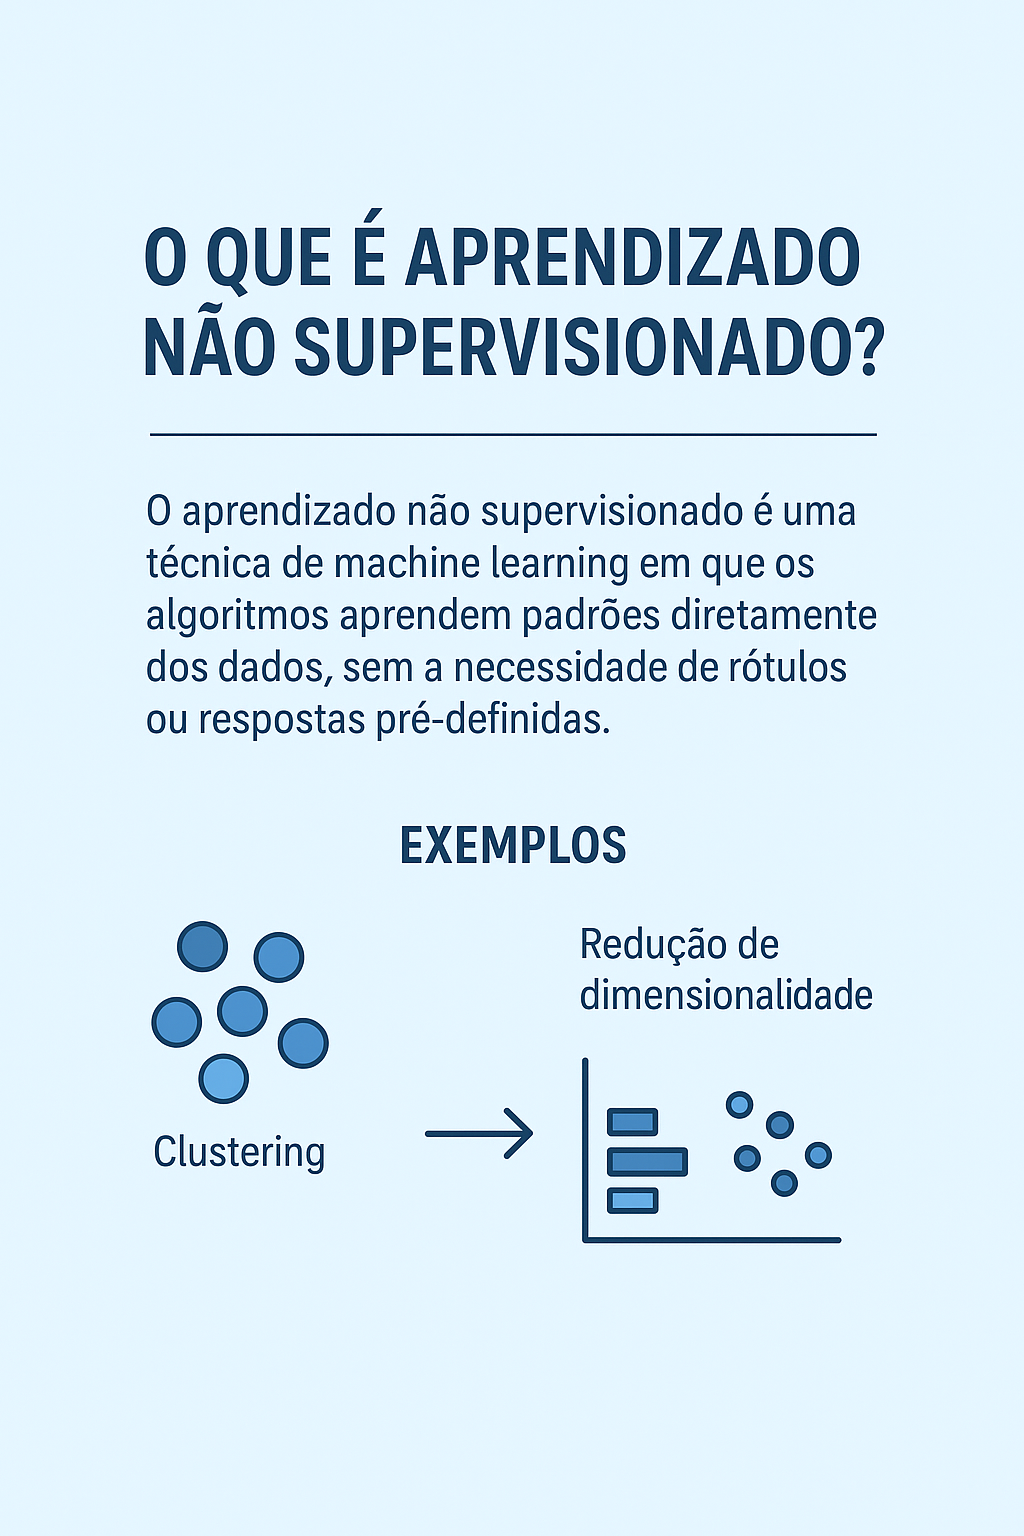 O QUE É APRENDIZADO
NÃO SUPERVISIONADO?
O aprendizado não supervisionado é uma
técnica de machine learning em que os
algoritmos aprendem padrões diretamente
dos dados, sem a necessidade de rótulos
ou respostas pré-definidas.
EXEMPLOS
Clustering
Redução de
dimensionalidade